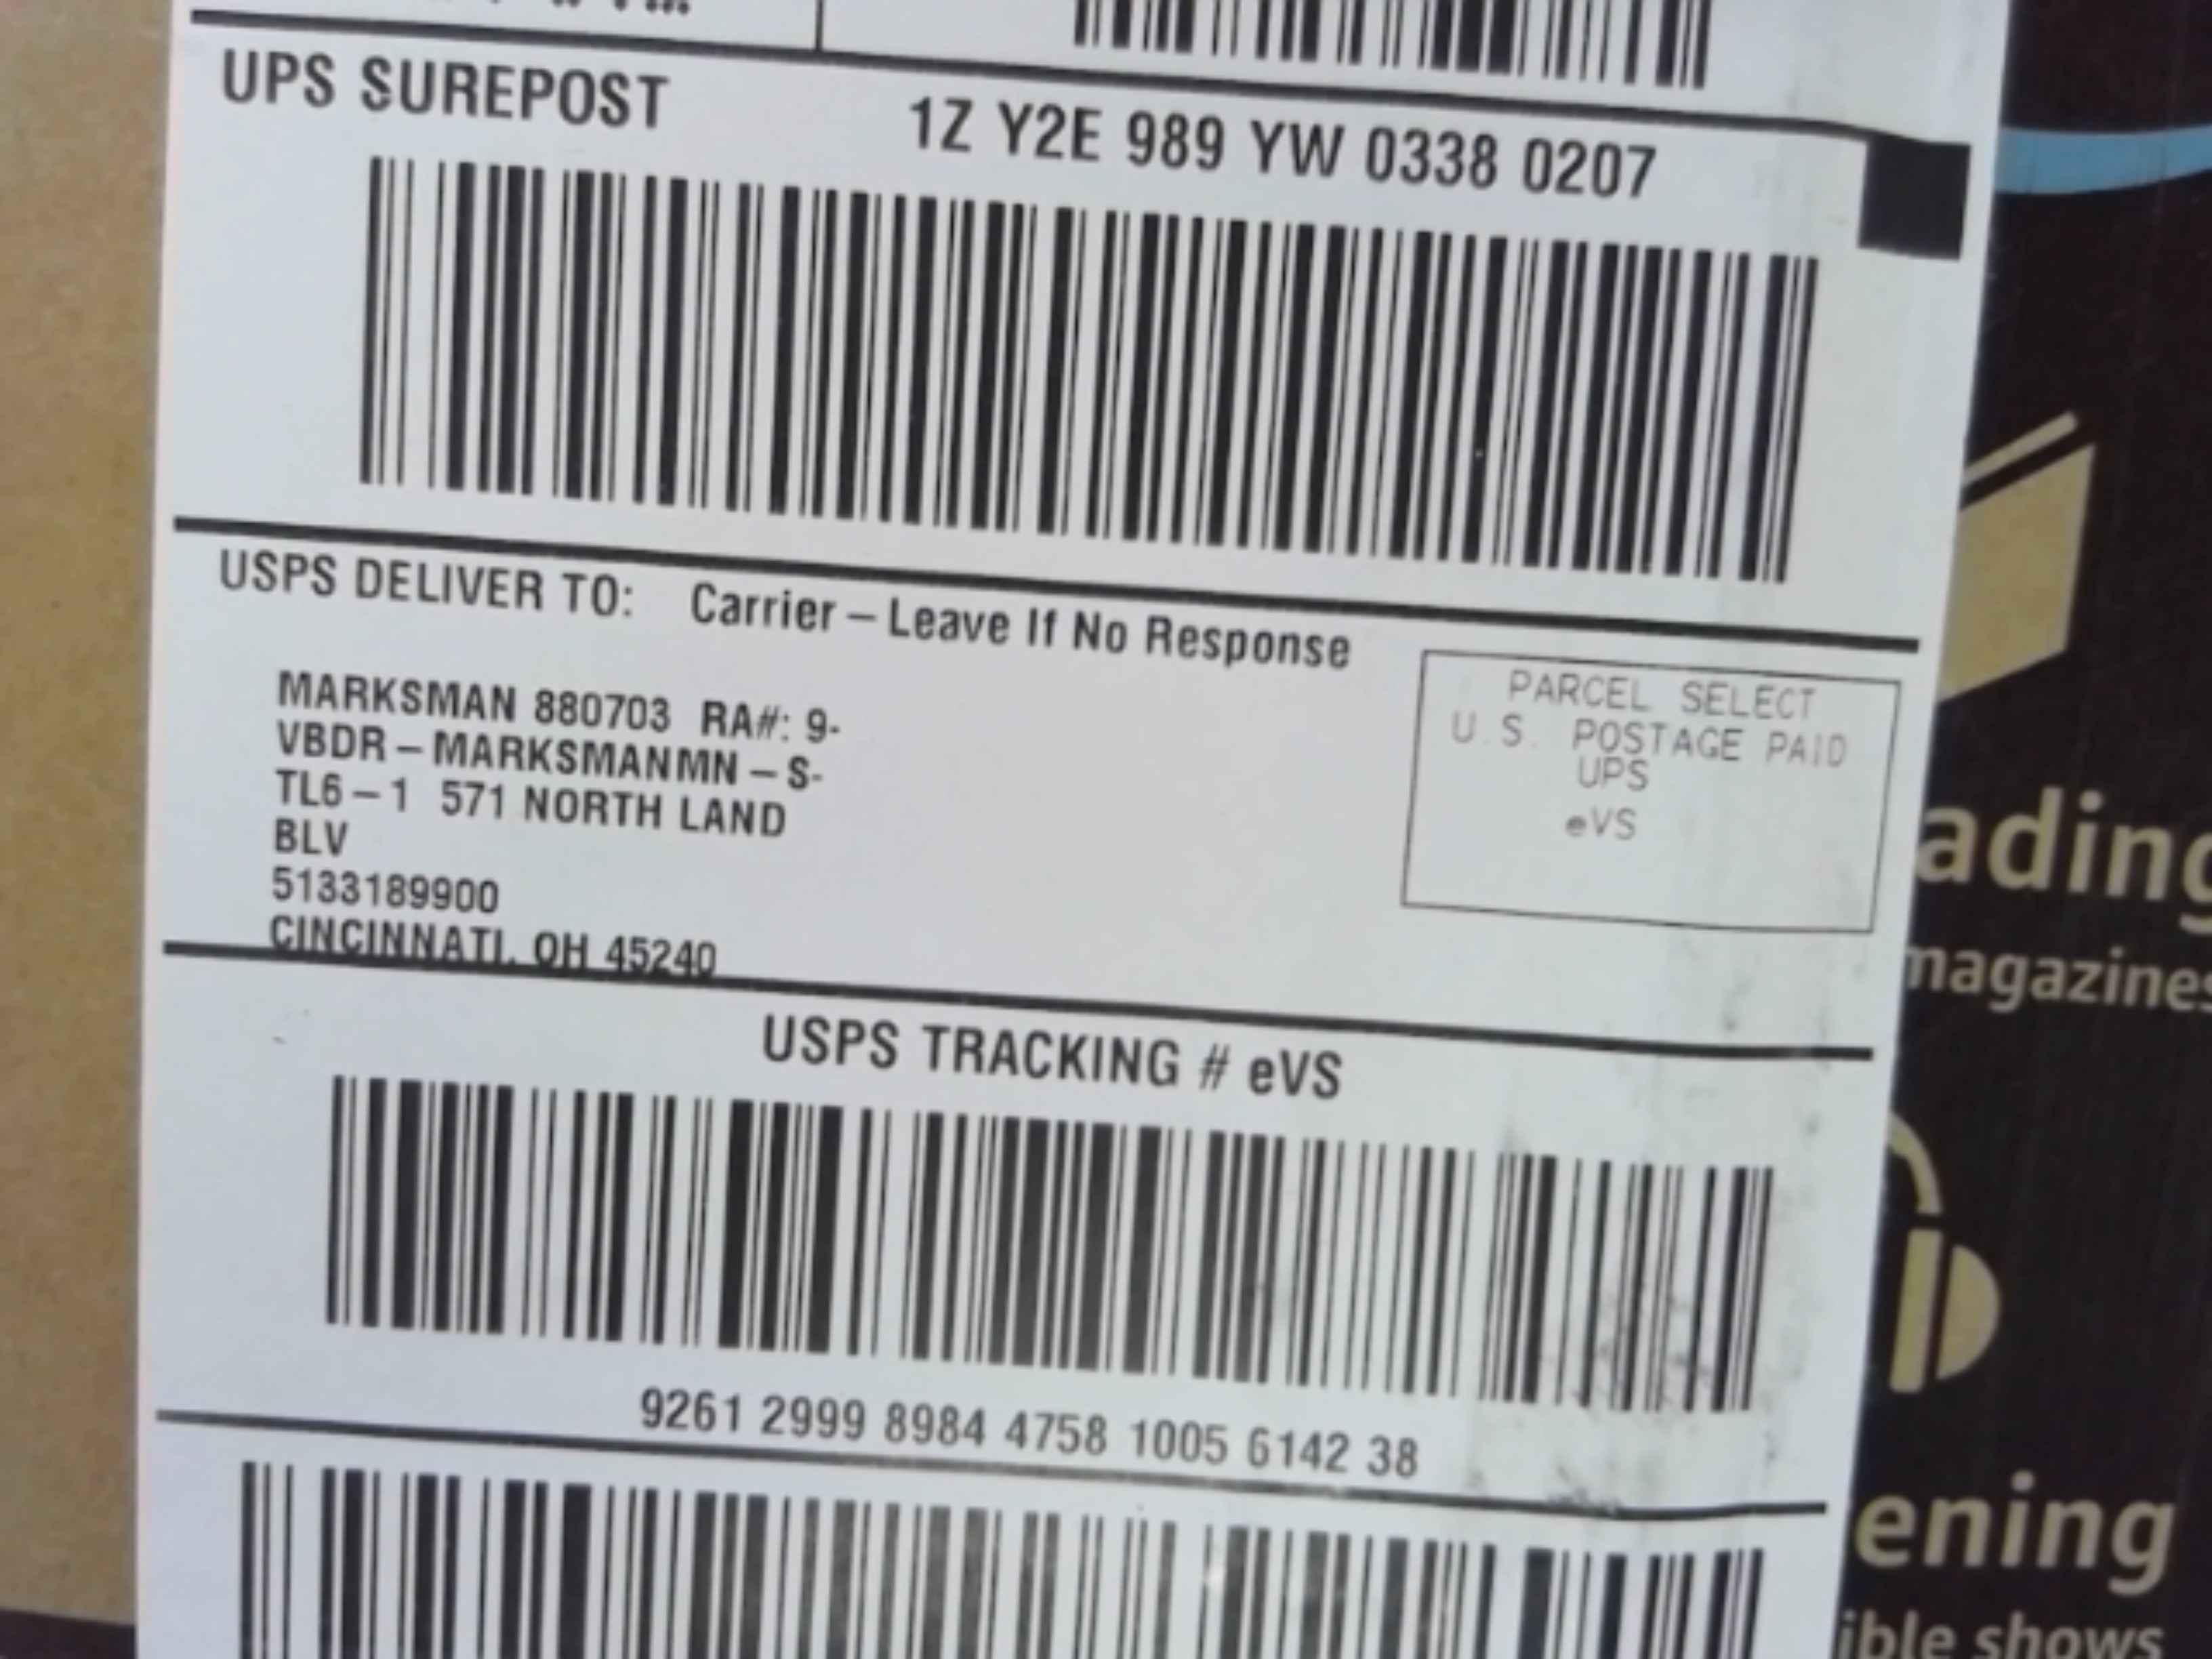 UPS SUREPOST
1Z Y2E 989 YW 0338 0207
USPS DELIVER TO: Carrier – Leave If No Response
MARKSMAN 880703 RA#: 9-
VBDR – MARKSMANMN – S-
TL6 – 1 571 NORTH LAND
BLV
5133189900
CINCINNATI, OH 45240
PARCEL SELECT
U.S. POSTAGE PAID
UPS
eVS
USPS TRACKING # eVS
9261 2999 8984 4758 1005 6142 38
ading
magazines
ening
ible shows